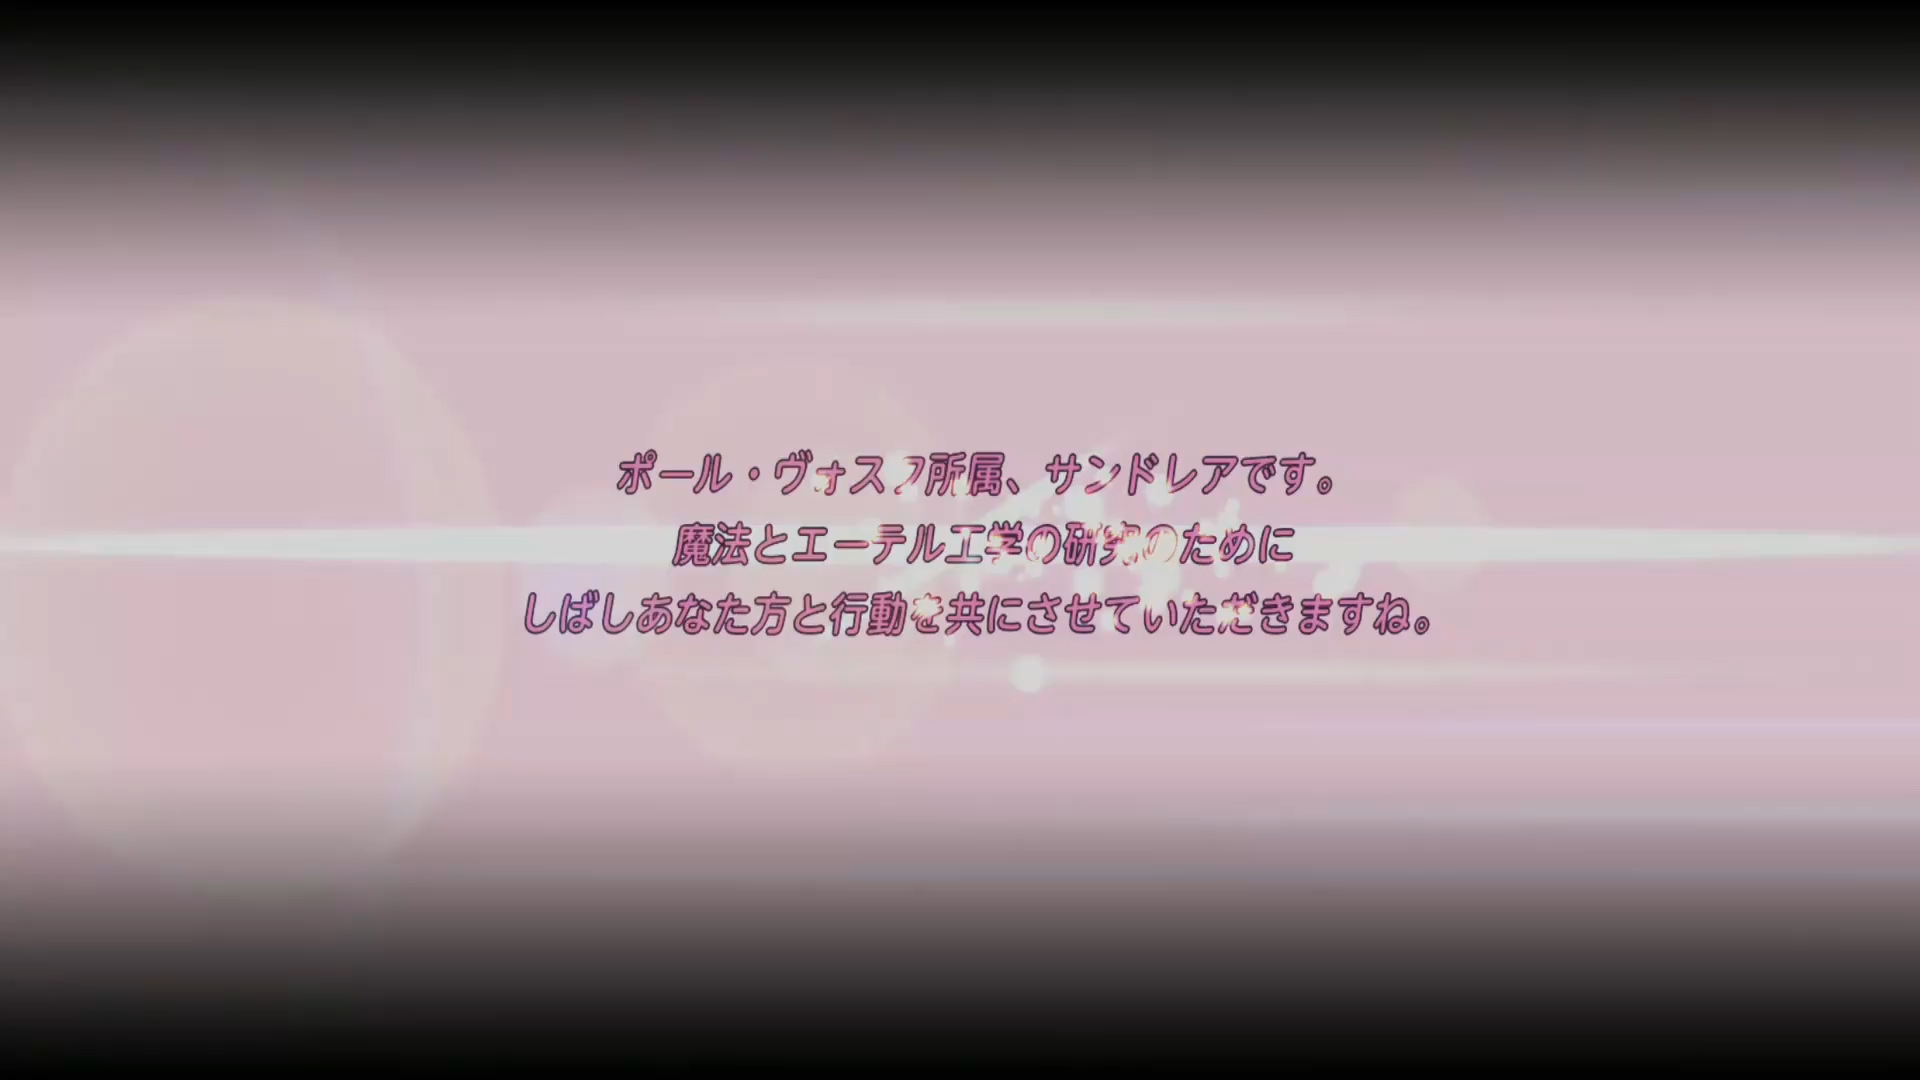 ポール・ヴォスフ所属、サンドレアです。
魔法とエーテル工学の研究のために
しばしあなた方と行動を共にさせていただきますね。